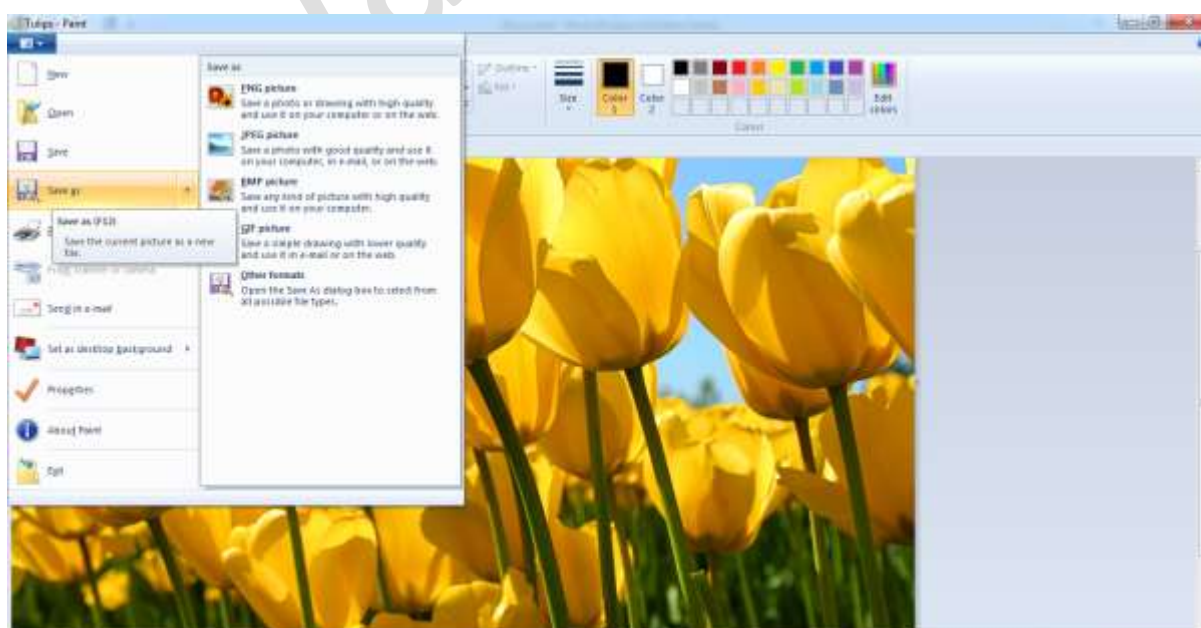 Tulips - Paint
New
Open
Save
Save as
Save as (F12)
Save the current picture as a new
file.
Send in e-mail
Set as desktop background
Properties
About Paint
Exit
Save as
PNG picture
Save a photo or drawing with high quality
and use it on your computer or on the web.
JPEG picture
Save a photo with good quality and use it
on your computer, in e-mail, or on the web.
BMP picture
Save any kind of picture with high quality
and use it on your computer.
GIF picture
Save a simple drawing with lower quality
and use it in e-mail or on the web.
Other formats
Open the Save As dialog box to select from
all possible file types.
Outline
Fill
Size
Color
1
Color
2
Edit
colors
Colors